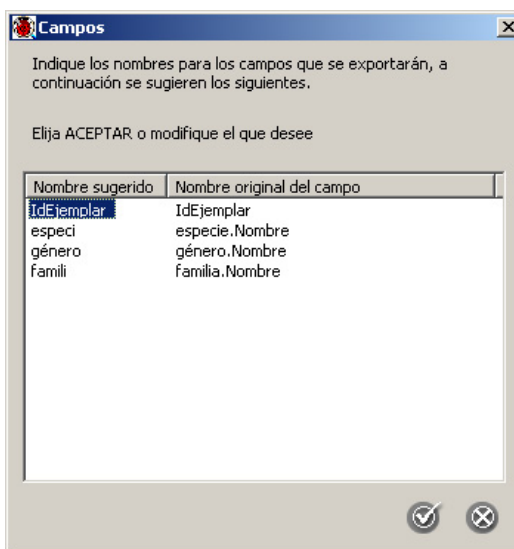 Campos
Indique los nombres para los campos que se exportarán, a
continuación se sugieren los siguientes.
Elija ACEPTAR o modifique el que desee
Nombre sugerido Nombre original del campo
IdEjemplar IdEjemplar
especi especie.Nombre
género género.Nombre
famili familia.Nombre